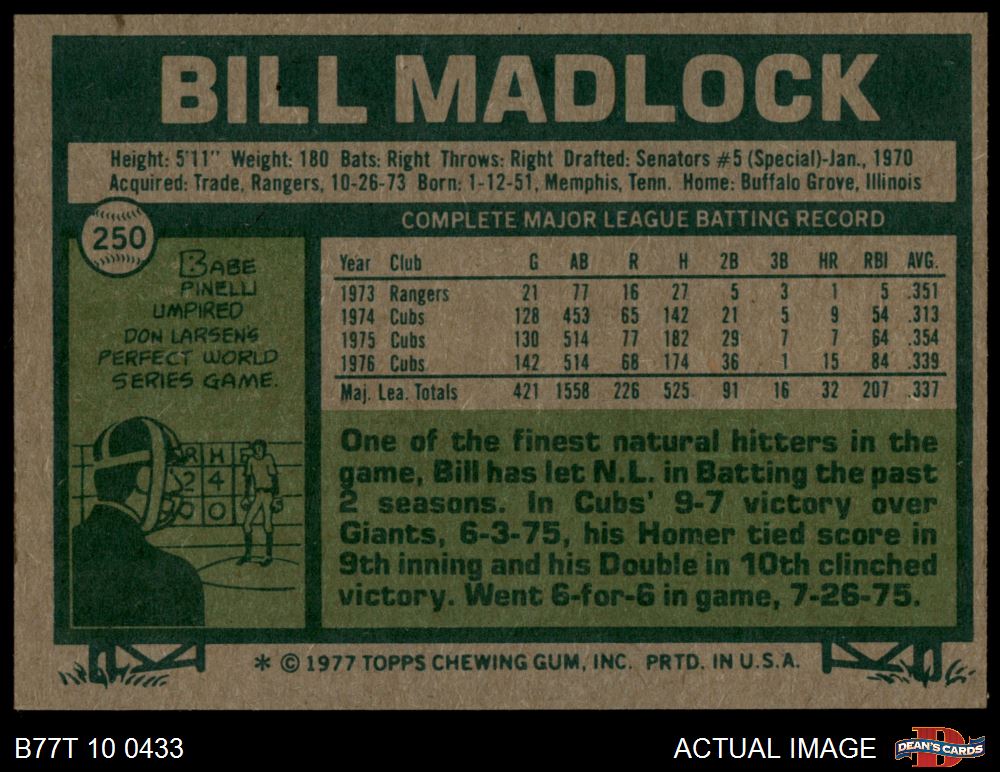 BILL MADLOCK
Height: 5'11" Weight: 180 Bats: Right Throws: Right Drafted: Senators #5 (Special)-Jan., 1970
Acquired: Trade, Rangers, 10-26-73 Born: 1-12-51, Memphis, Tenn. Home: Buffalo Grove, Illinois
250
BABE
PINELLI
UMPIRED
DON LARSEN'S
PERFECT WORLD
SERIES GAME.
R H E
2 4
0 0
COMPLETE MAJOR LEAGUE BATTING RECORD
Year Club G AB R H 2B 3B HR RBI AVG.
1973 Rangers 21 77 16 27 5 3 1 5 .351
1974 Cubs 128 453 65 142 21 5 9 54 .313
1975 Cubs 130 514 77 182 29 7 7 64 .354
1976 Cubs 142 514 68 174 36 1 15 84 .339
Maj. Lea. Totals 421 1558 226 525 91 16 32 207 .337
One of the finest natural hitters in the
game, Bill has let N.L. in Batting the past
2 seasons. In Cubs' 9-7 victory over
Giants, 6-3-75, his Homer tied score in
9th inning and his Double in 10th clinched
victory. Went 6-for-6 in game, 7-26-75.
* © 1977 TOPPS CHEWING GUM, INC. PRTD. IN U.S.A.
B77T 10 0433
ACTUAL IMAGE
D
DEAN'S CARDS